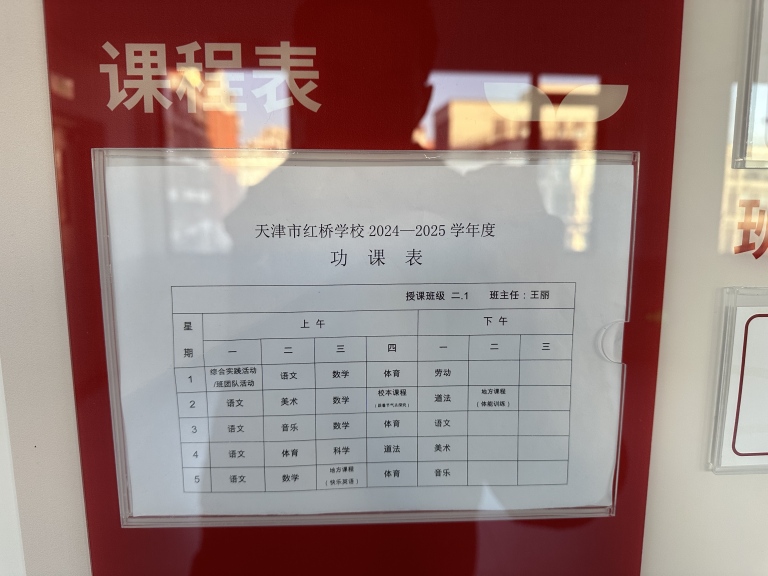 课程表
天津市红桥学校 2024—2025 学年度
功 课 表
授课班级 二.1 班主任：王丽
星期 上 午 下 午
一 二 三 四 一 二 三
1 综合实践活动/班团队活动 语文 数学 体育 劳动
2 语文 美术 数学 校本课程 道法 地方课程（体能训练）
3 语文 音乐 数学 体育 语文
4 语文 体育 科学 道法 美术
5 语文 数学 地方课程（快乐英语） 体育 音乐